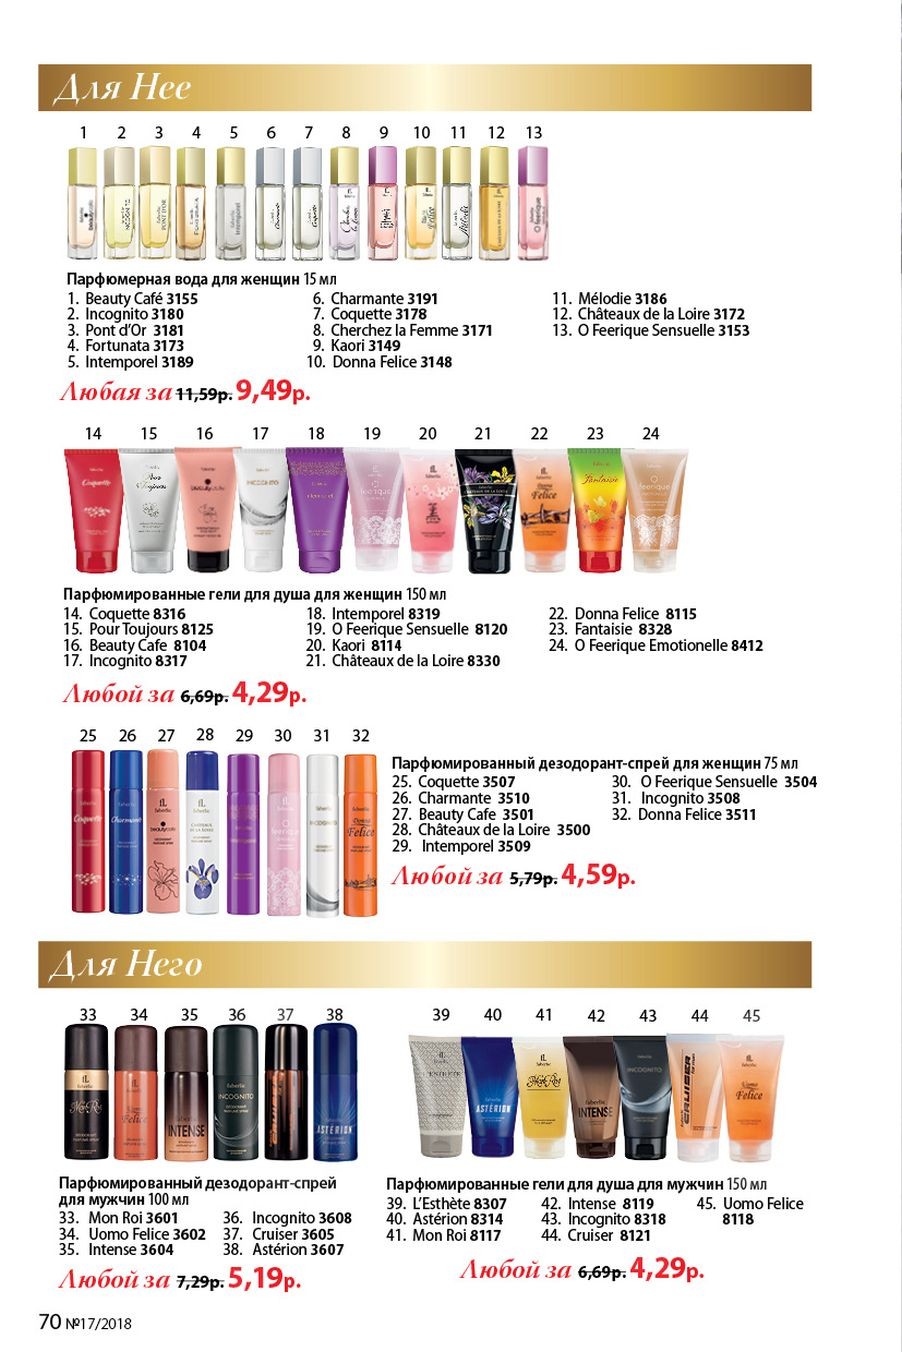 Для Нее
1 2 3 4 5 6 7 8 9 10 11 12 13
Парфюмерная вода для женщин 15 мл
1. Beauty Café 3155
2. Incognito 3180
3. Pont d'Or 3181
4. Fortunata 3173
5. Intemporel 3189
6. Charmante 3191
7. Coquette 3178
8. Cherchez la Femme 3171
9. Kaori 3149
10. Donna Felice 3148
11. Mélodie 3186
12. Châteaux de la Loire 3172
13. O Feerique Sensuelle 3153
Любая за 11,59р. 9,49р.
14 15 16 17 18 19 20 21 22 23 24
Парфюмированные гели для душа для женщин 150 мл
14. Coquette 8316
15. Pour Toujours 8125
16. Beauty Cafe 8104
17. Incognito 8317
18. Intemporel 8319
19. O Feerique Sensuelle 8120
20. Kaori 8114
21. Châteaux de la Loire 8330
22. Donna Felice 8115
23. Fantaisie 8328
24. O Feerique Emotionelle 8412
Любой за 6,69р. 4,29р.
25 26 27 28 29 30 31 32
Парфюмированный дезодорант-спрей для женщин 75 мл
25. Coquette 3507
26. Charmante 3510
27. Beauty Cafe 3501
28. Châteaux de la Loire 3500
29. Intemporel 3509
30. O Feerique Sensuelle 3504
31. Incognito 3508
32. Donna Felice 3511
Любой за 5,79р. 4,59р.
Для Него
33 34 35 36 37 38
39 40 41 42 43 44 45
Парфюмированный дезодорант-спрей
для мужчин 100 мл
33. Mon Roi 3601
34. Uomo Felice 3602
35. Intense 3604
36. Incognito 3608
37. Cruiser 3605
38. Astérion 3607
Любой за 7,29р. 5,19р.
Парфюмированные гели для душа для мужчин 150 мл
39. L'Esthète 8307
40. Astérion 8314
41. Mon Roi 8117
42. Intense 8119
43. Incognito 8318
44. Cruiser 8121
45. Uomo Felice
8118
Любой за 6,69р. 4,29р.
70 №17/2018